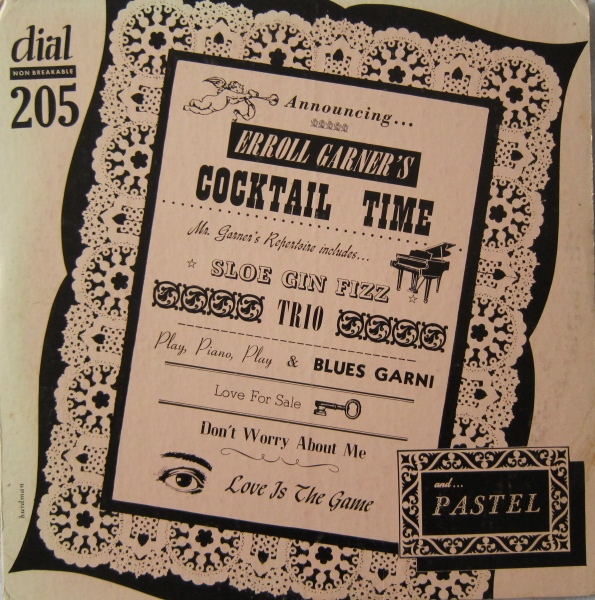 dial
NON BREAKABLE
205
Announcing...
ERROLL GARNER'S
COCKTAIL TIME
Mr. Garner's Repertoire includes...
SLOE GIN FIZZ
TRIO
Play, Piano, Play & BLUES GARNI
Love For Sale
Don't Worry About Me
Love Is The Game
and...
PASTEL
hurdman